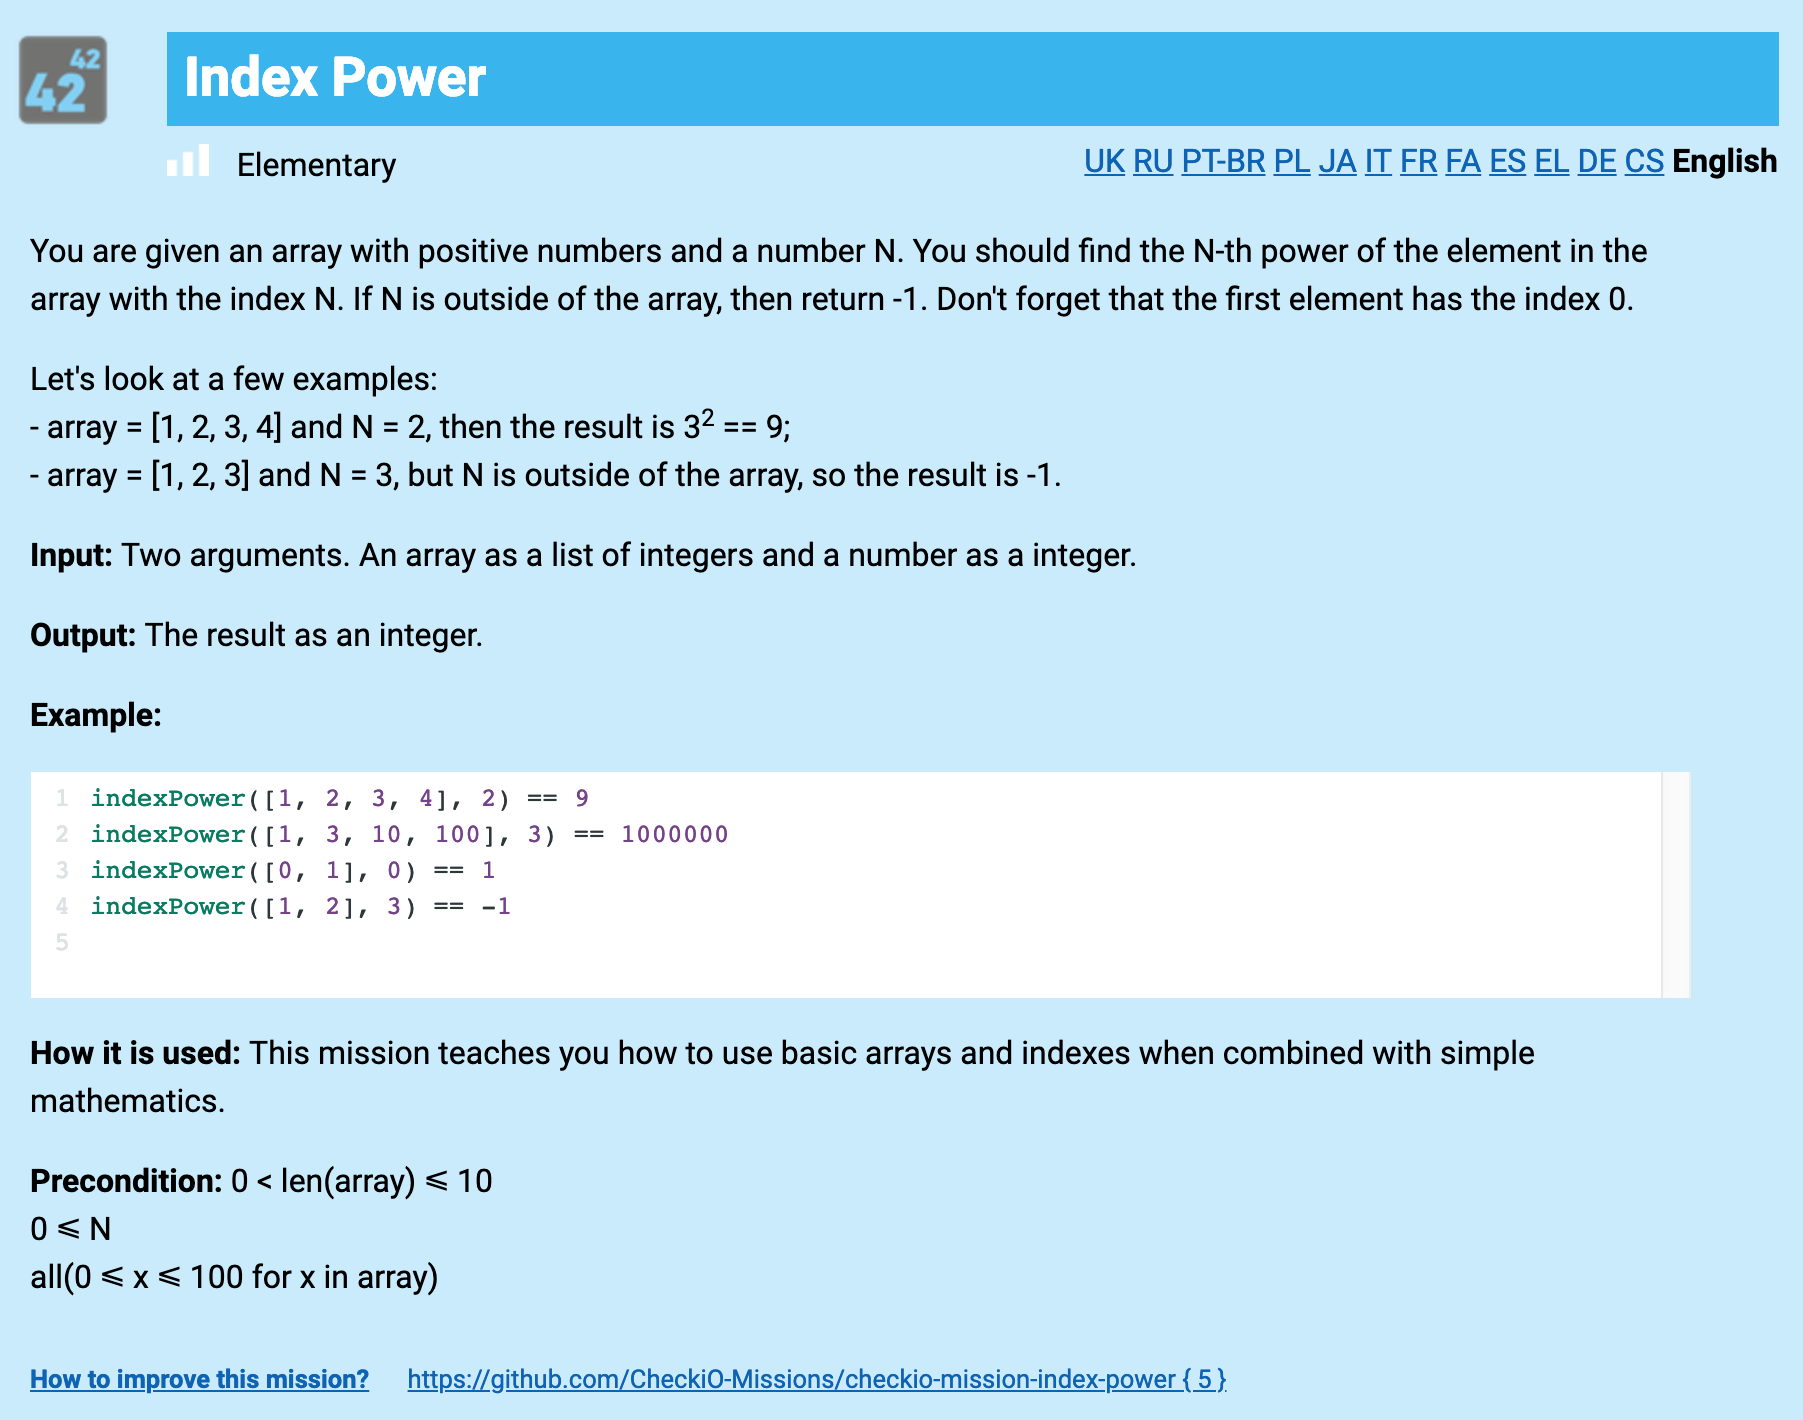 42
42
Index Power
Elementary
UK RU PT-BR PL JA IT FR FA ES EL DE CS English
You are given an array with positive numbers and a number N. You should find the N-th power of the element in the
array with the index N. If N is outside of the array, then return -1. Don't forget that the first element has the index 0.
Let's look at a few examples:
- array = [1, 2, 3, 4] and N = 2, then the result is 3² == 9;
- array = [1, 2, 3] and N = 3, but N is outside of the array, so the result is -1.
Input: Two arguments. An array as a list of integers and a number as a integer.
Output: The result as an integer.
Example:
1 indexPower([1, 2, 3, 4], 2) == 9
2 indexPower([1, 3, 10, 100], 3) == 1000000
3 indexPower([0, 1], 0) == 1
4 indexPower([1, 2], 3) == -1
5
How it is used: This mission teaches you how to use basic arrays and indexes when combined with simple
mathematics.
Precondition: 0 < len(array) ⩽ 10
0 ⩽ N
all(0 ⩽ x ⩽ 100 for x in array)
How to improve this mission? https://github.com/CheckiO-Missions/checkio-mission-index-power { 5 }